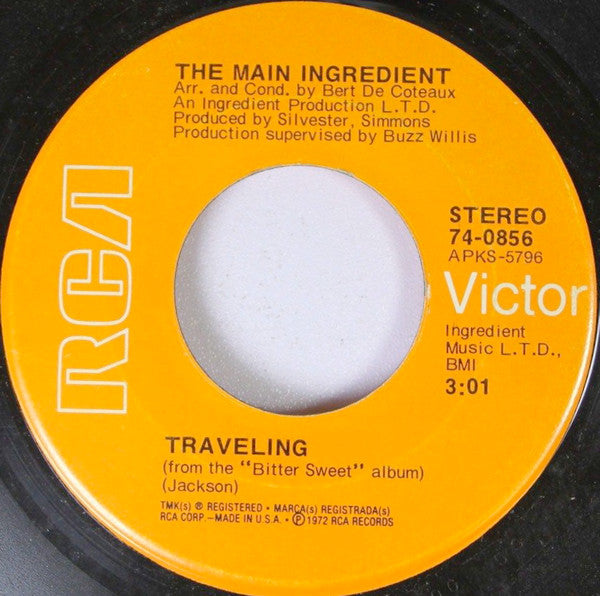 THE MAIN INGREDIENT
Arr. and Cond. by Bert De Coteaux
An Ingredient Production L.T.D.
Produced by Silvester, Simmons
Production supervised by Buzz Willis
RCA
STEREO
74-0856
APKS-5796
Victor
Ingredient
Music L.T.D.,
BMI
3:01
TRAVELING
(from the "Bitter Sweet" album)
(Jackson)
TMK(s) ® REGISTERED • MARCA(s) REGISTRADA(s)
RCA CORP.—MADE IN U.S.A. • ℗ 1972 RCA RECORDS